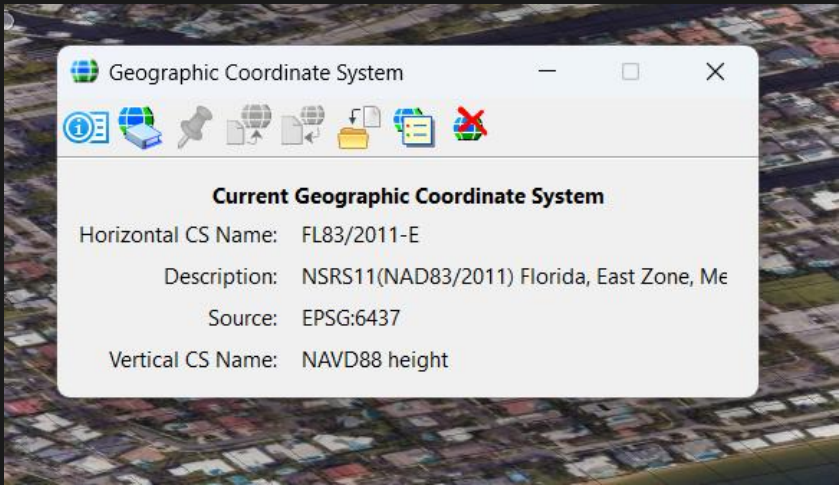 Geographic Coordinate System
Current Geographic Coordinate System
Horizontal CS Name: FL83/2011-E
Description: NSRS11(NAD83/2011) Florida, East Zone, Me
Source: EPSG:6437
Vertical CS Name: NAVD88 height